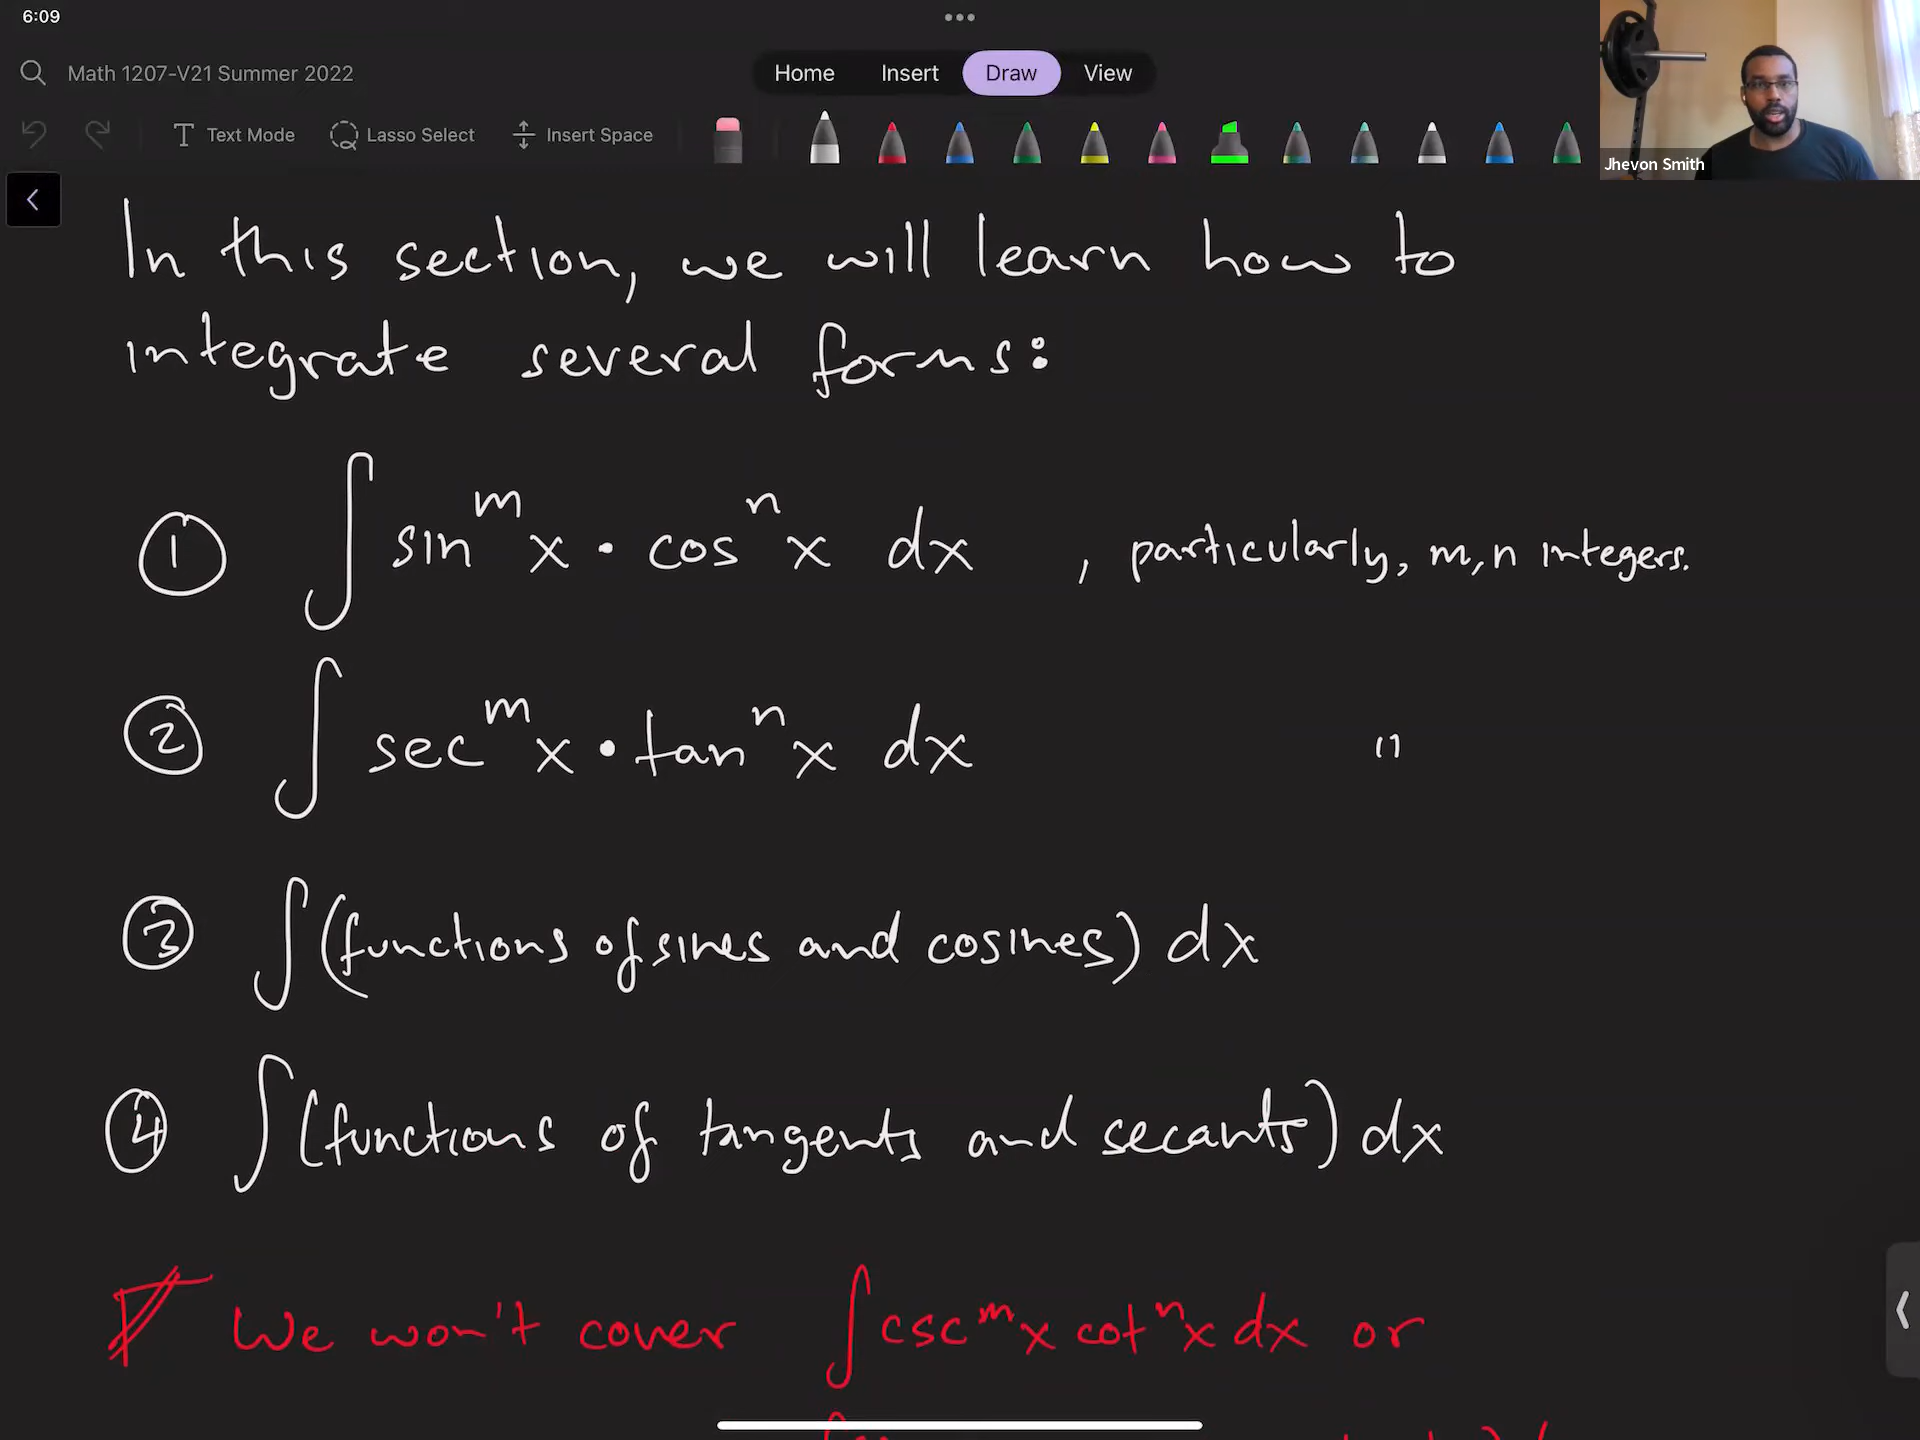 6:09
Math 1207-V21 Summer 2022
Home Insert Draw View
Text Mode Lasso Select Insert Space
Jhevon Smith
In this section, we will learn how to
integrate several forms:
① ∫ sin^m x · cos^n x dx , particularly, m,n integers.
② ∫ sec^m x · tan^n x dx "
③ ∫(functions of sines and cosines) dx
④ ∫(functions of tangents and secants) dx
We won't cover ∫ csc^m x cot^n x dx or